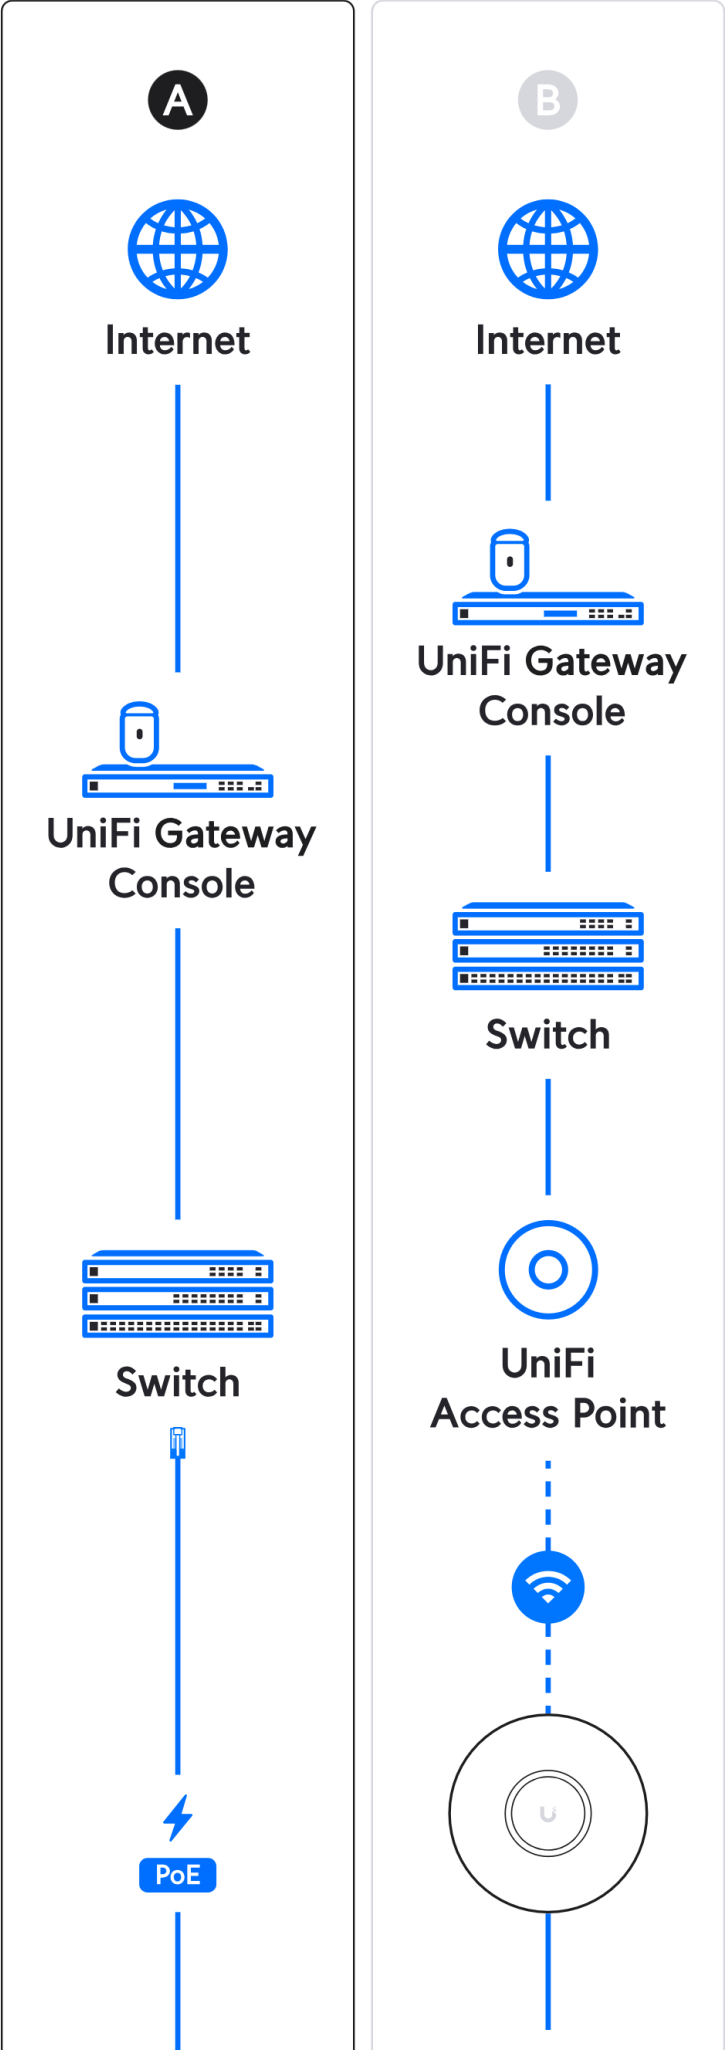 A
Internet
UniFi Gateway
Console
Switch
PoE
B
Internet
UniFi Gateway
Console
Switch
UniFi
Access Point
U